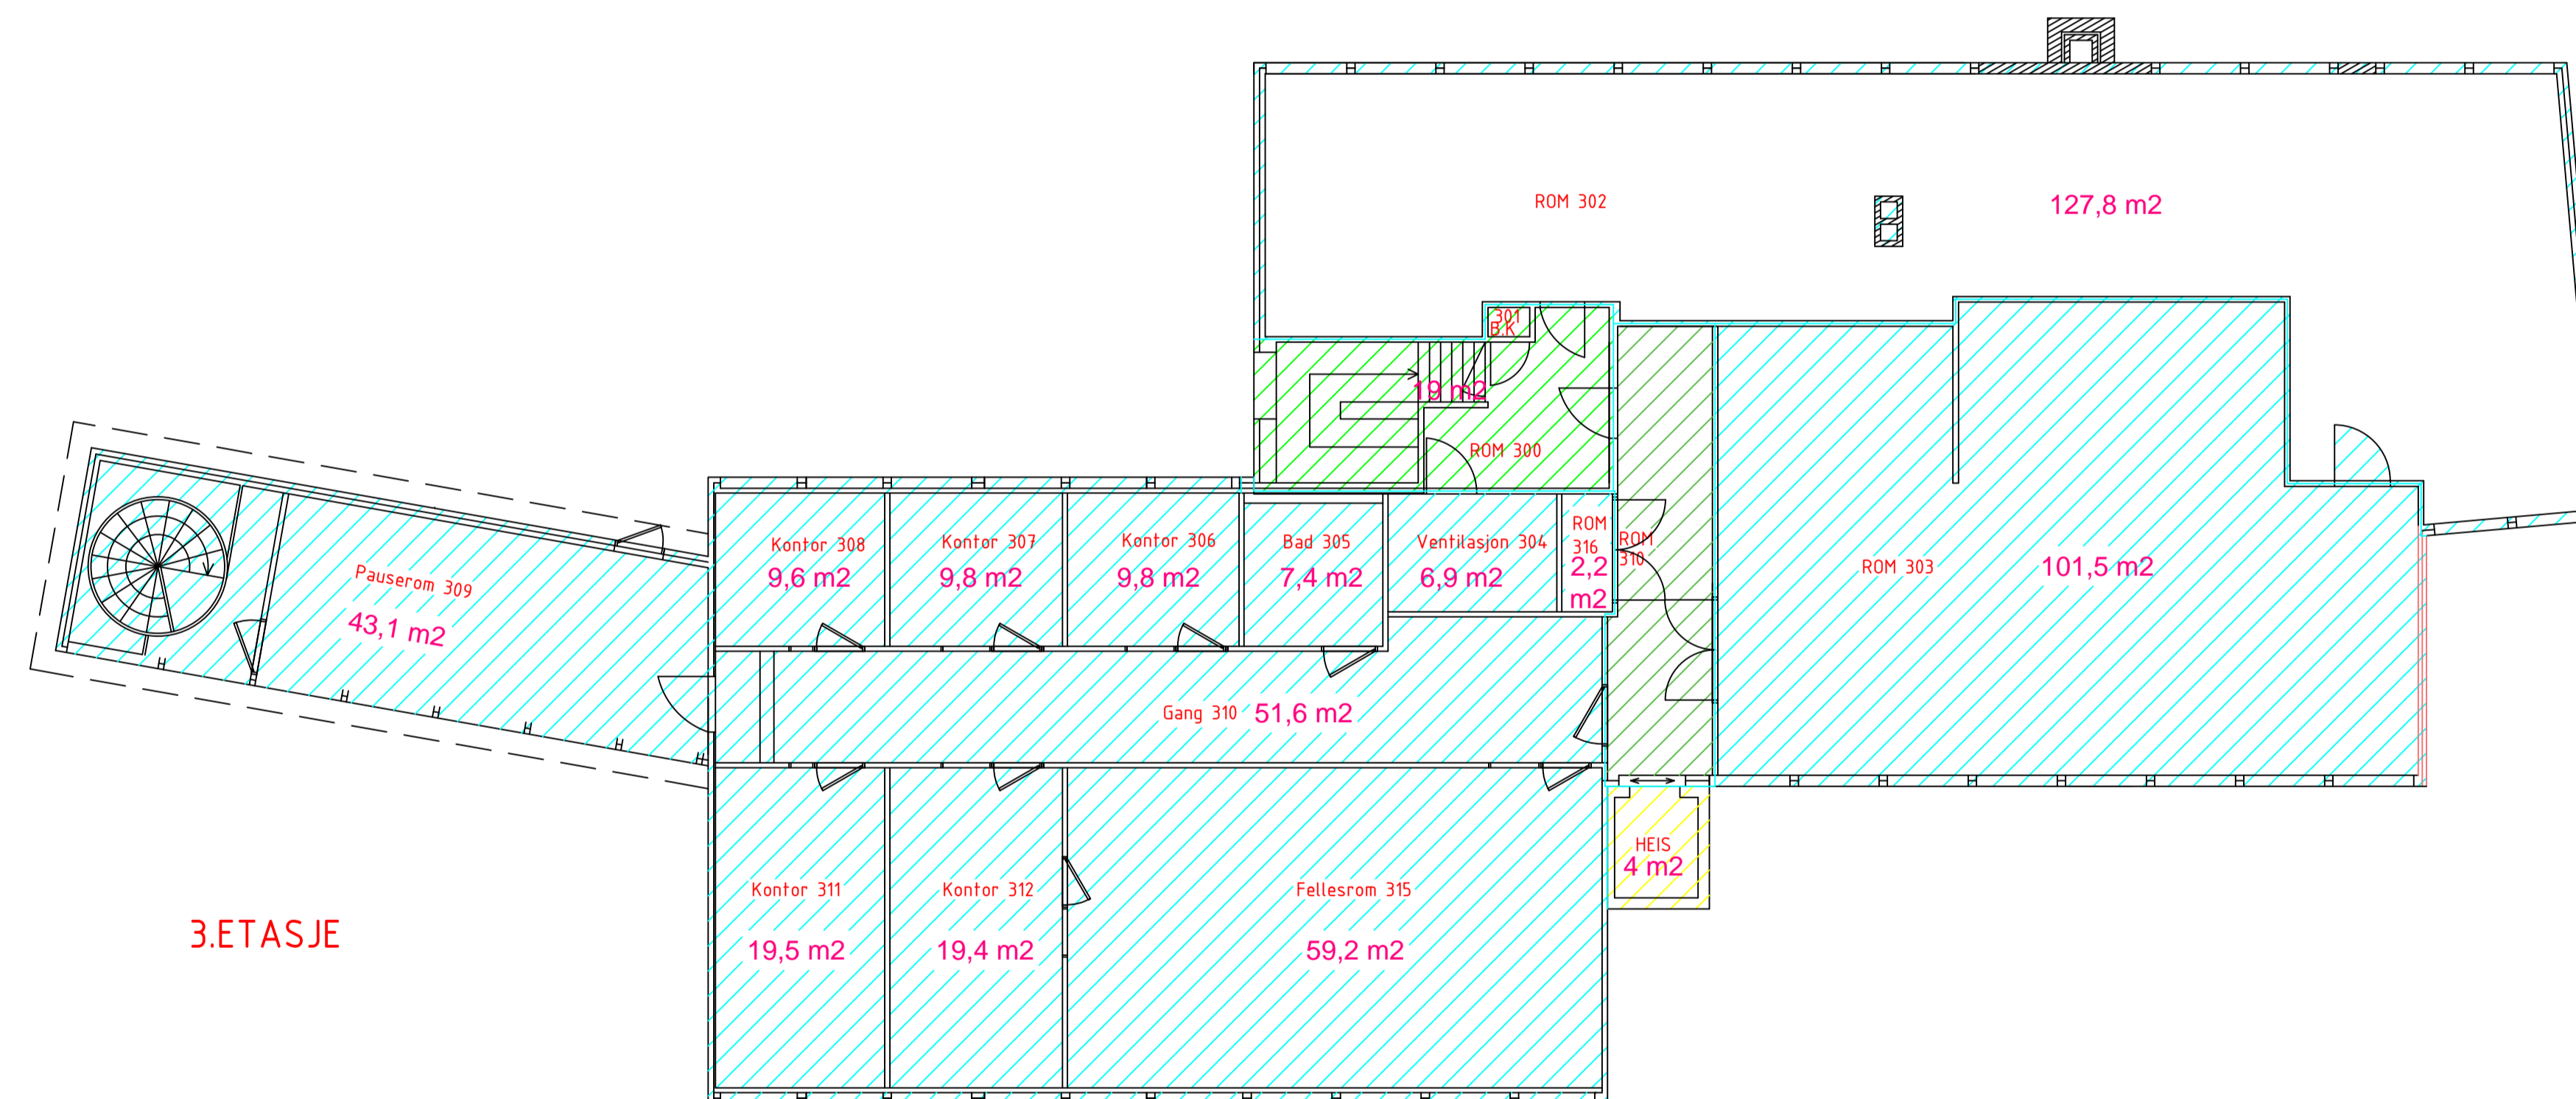 ROM 302
127,8 m2
301
B.K
19 m2
ROM 300
ROM
316
2,2
m2
ROM
310
Kontor 308
9,6 m2
Kontor 307
9,8 m2
Kontor 306
9,8 m2
Bad 305
7,4 m2
Ventilasjon 304
6,9 m2
ROM 303
101,5 m2
Pauserom 309
43,1 m2
Gang 310
51,6 m2
HEIS
4 m2
Kontor 311
19,5 m2
Kontor 312
19,4 m2
Fellesrom 315
59,2 m2
3.ETASJE